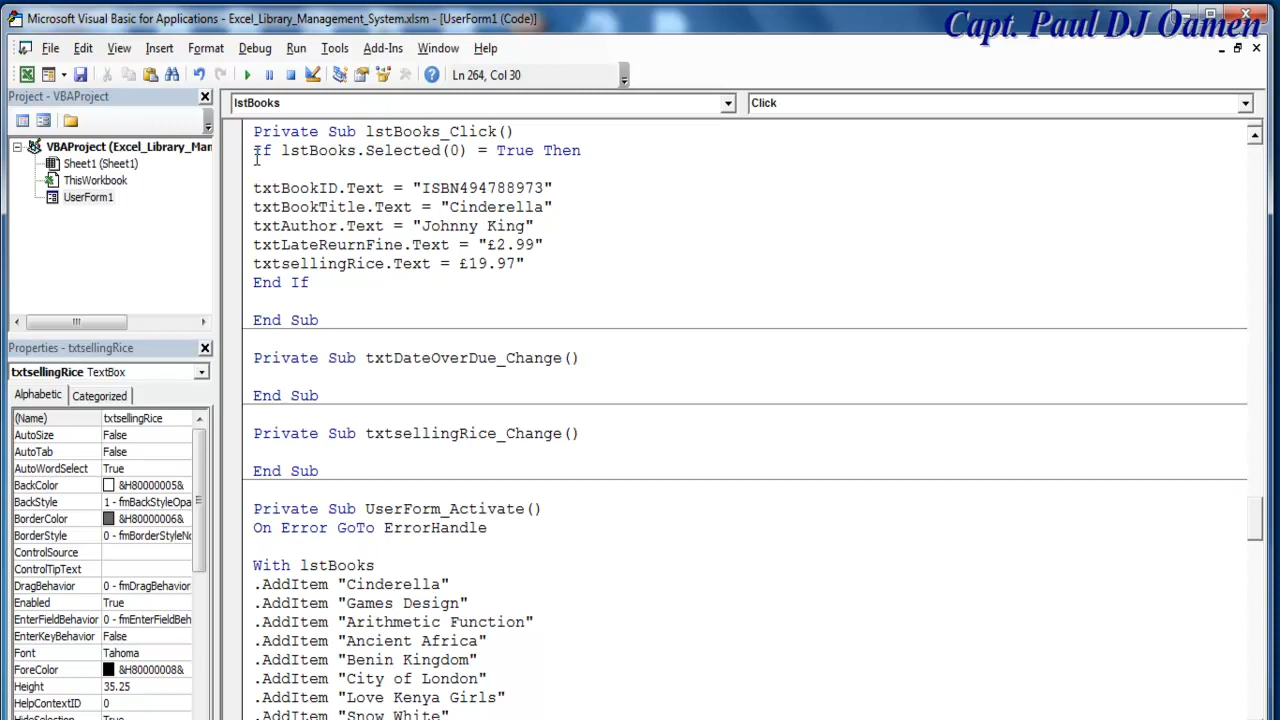 Microsoft Visual Basic for Applications - Excel_Library_Management_System.xlsm - [UserForm1 (Code)]
Capt. Paul DJ Oamen
File Edit View Insert Format Debug Run Tools Add-Ins Window Help
Ln 264, Col 30
Project - VBAProject
lstBooks
Click
VBAProject (Excel_Library_Man
Sheet1 (Sheet1)
ThisWorkbook
UserForm1
Properties - txtsellingRice
txtsellingRice TextBox
Alphabetic Categorized
(Name) txtsellingRice
AutoSize False
AutoTab False
AutoWordSelect True
BackColor &H80000005&
BackStyle 1 - fmBackStyleOpa
BorderColor &H80000006&
BorderStyle 0 - fmBorderStyleNo
ControlSource
ControlTipText
DragBehavior 0 - fmDragBehavior
Enabled True
EnterFieldBehavior 0 - fmEnterFieldBeh
EnterKeyBehavior False
Font Tahoma
ForeColor &H80000008&
Height 35.25
HelpContextID 0
HideSelection True
Private Sub lstBooks_Click()
If lstBooks.Selected(0) = True Then
txtBookID.Text = "ISBN494788973"
txtBookTitle.Text = "Cinderella"
txtAuthor.Text = "Johnny King"
txtLateReurnFine.Text = "£2.99"
txtsellingRice.Text = £19.97"
End If
End Sub
Private Sub txtDateOverDue_Change()
End Sub
Private Sub txtsellingRice_Change()
End Sub
Private Sub UserForm_Activate()
On Error GoTo ErrorHandle
With lstBooks
.AddItem "Cinderella"
.AddItem "Games Design"
.AddItem "Arithmetic Function"
.AddItem "Ancient Africa"
.AddItem "Benin Kingdom"
.AddItem "City of London"
.AddItem "Love Kenya Girls"
.AddItem "Snow White"